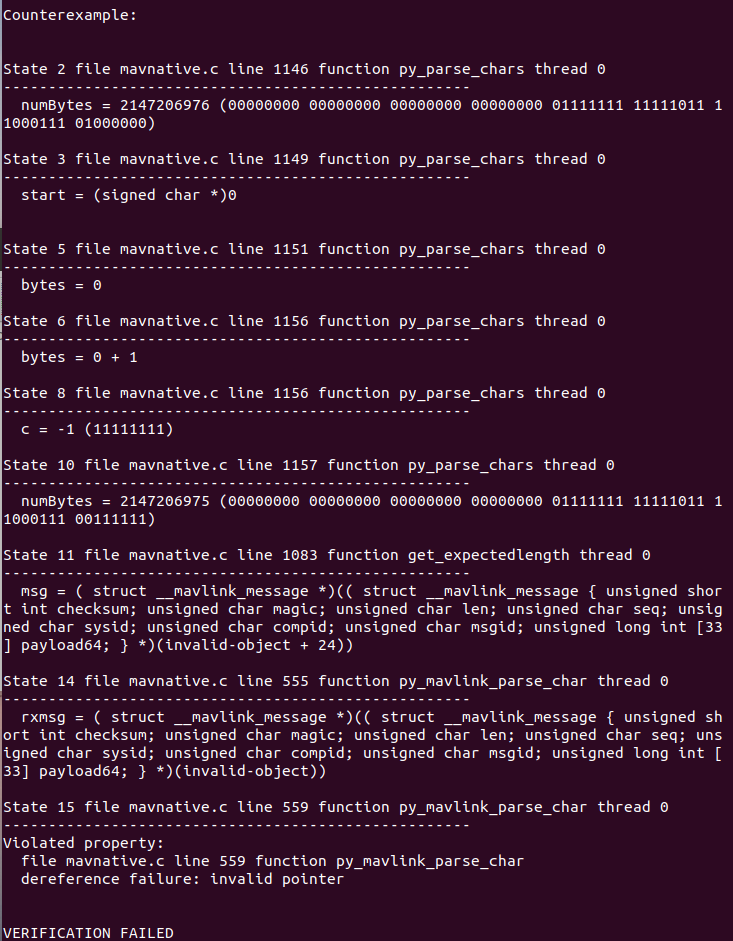 Counterexample:
State 2 file mavnative.c line 1146 function py_parse_chars thread 0
----------------------------------------------------
  numBytes = 2147206976 (00000000 00000000 00000000 00000000 01111111 11111011 1
1000111 01000000)
State 3 file mavnative.c line 1149 function py_parse_chars thread 0
----------------------------------------------------
  start = (signed char *)0
State 5 file mavnative.c line 1151 function py_parse_chars thread 0
----------------------------------------------------
  bytes = 0
State 6 file mavnative.c line 1156 function py_parse_chars thread 0
----------------------------------------------------
  bytes = 0 + 1
State 8 file mavnative.c line 1156 function py_parse_chars thread 0
----------------------------------------------------
  c = -1 (11111111)
State 10 file mavnative.c line 1157 function py_parse_chars thread 0
----------------------------------------------------
  numBytes = 2147206975 (00000000 00000000 00000000 00000000 01111111 11111011 1
1000111 00111111)
State 11 file mavnative.c line 1083 function get_expectedlength thread 0
----------------------------------------------------
  msg = ( struct __mavlink_message *)(( struct __mavlink_message { unsigned shor
t int checksum; unsigned char magic; unsigned char len; unsigned char seq; unsig
ned char sysid; unsigned char compid; unsigned char msgid; unsigned long int [33
] payload64; } *)(invalid-object + 24))
State 14 file mavnative.c line 555 function py_mavlink_parse_char thread 0
----------------------------------------------------
  rxmsg = ( struct __mavlink_message *)(( struct __mavlink_message { unsigned sh
ort int checksum; unsigned char magic; unsigned char len; unsigned char seq; uns
igned char sysid; unsigned char compid; unsigned char msgid; unsigned long int [
33] payload64; } *)(invalid-object))
State 15 file mavnative.c line 559 function py_mavlink_parse_char thread 0
----------------------------------------------------
Violated property:
  file mavnative.c line 559 function py_mavlink_parse_char
  dereference failure: invalid pointer
VERIFICATION FAILED